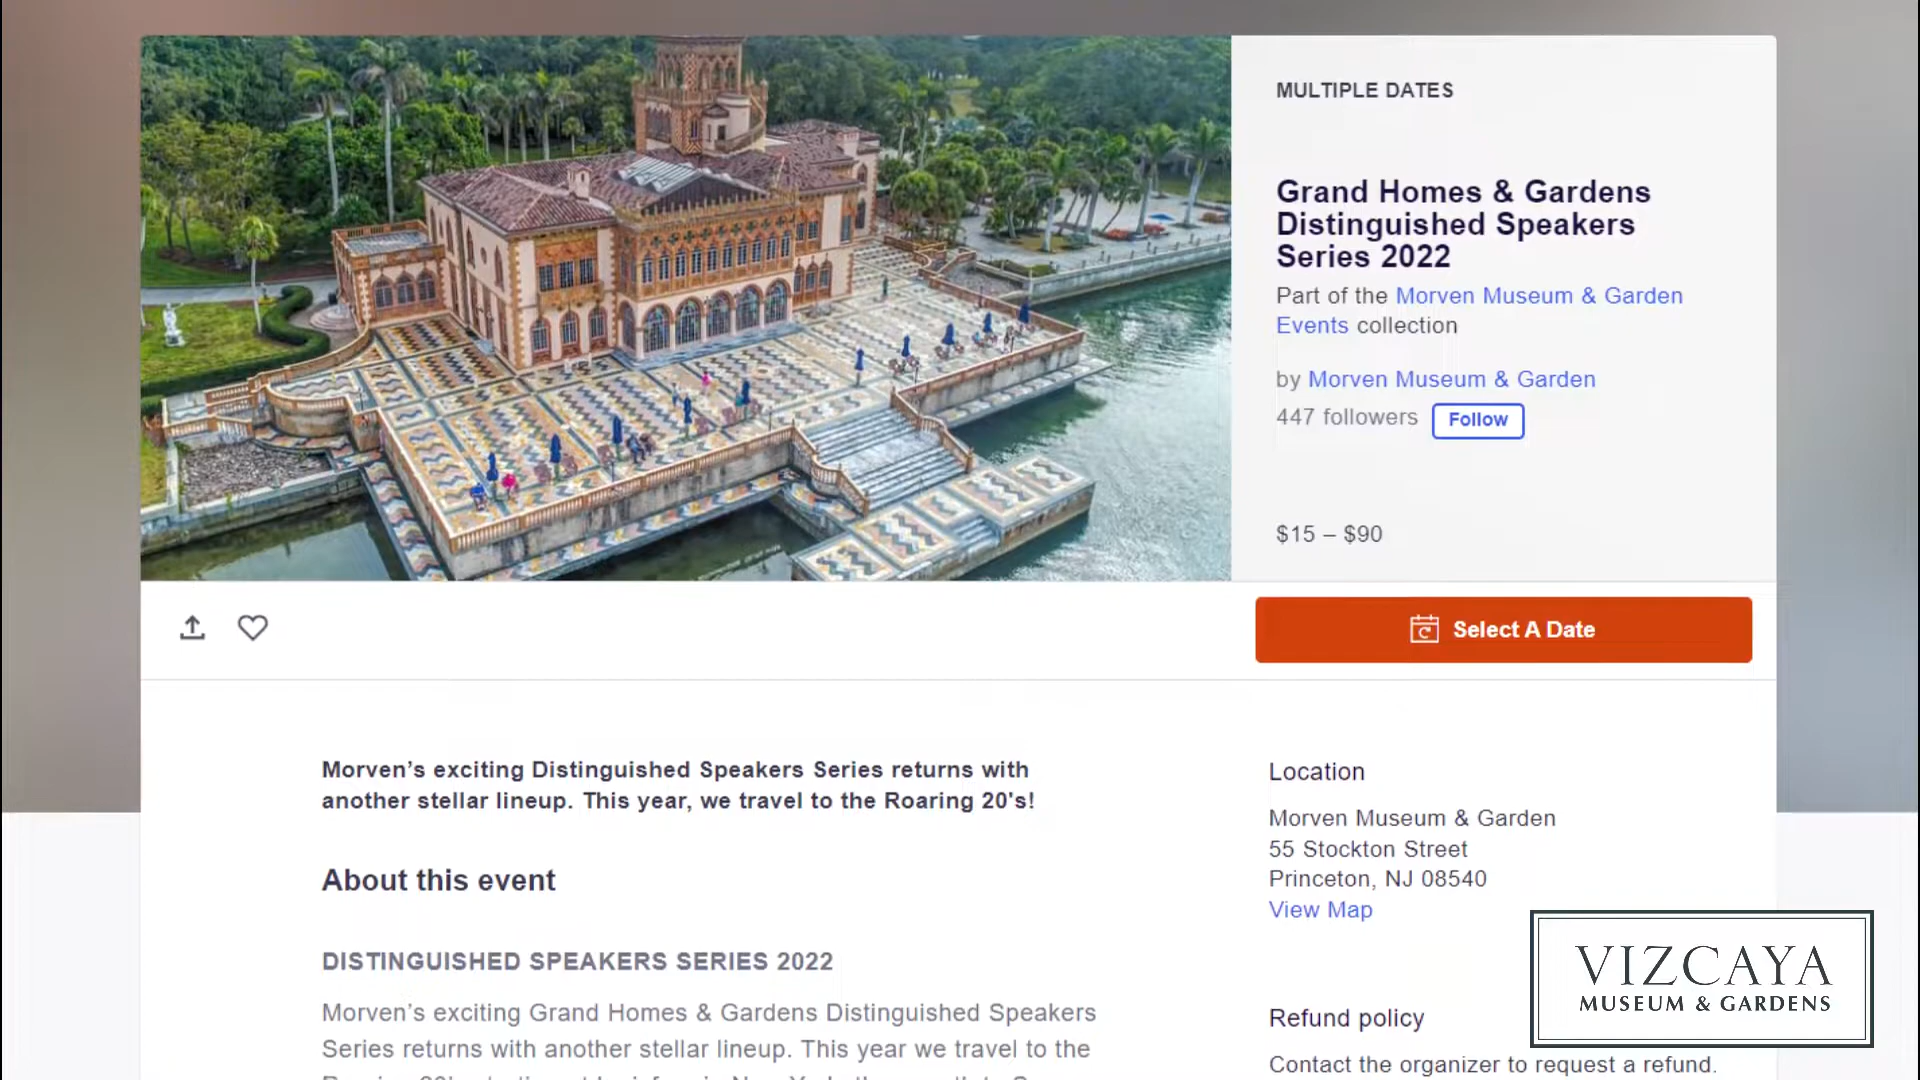 MULTIPLE DATES
Grand Homes & Gardens
Distinguished Speakers
Series 2022
Part of the Morven Museum & Garden
Events collection
by Morven Museum & Garden
447 followers Follow
$15 – $90
Select A Date
Morven’s exciting Distinguished Speakers Series returns with
another stellar lineup. This year, we travel to the Roaring 20's!
About this event
DISTINGUISHED SPEAKERS SERIES 2022
Morven’s exciting Grand Homes & Gardens Distinguished Speakers
Series returns with another stellar lineup. This year we travel to the
Location
Morven Museum & Garden
55 Stockton Street
Princeton, NJ 08540
View Map
Refund policy
Contact the organizer to request a refund.
VIZCAYA
MUSEUM & GARDENS